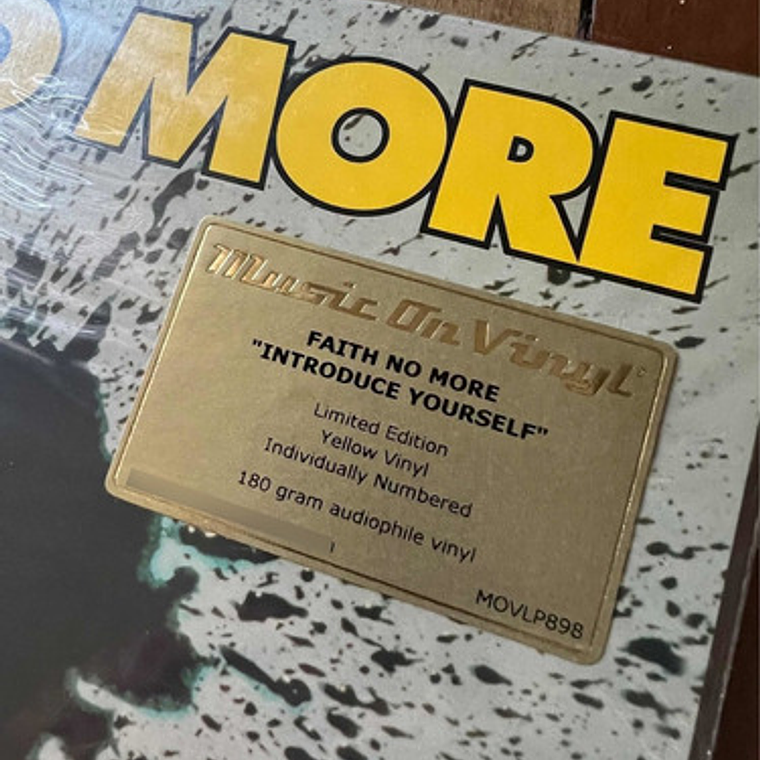 O MORE
Music On Vinyl
FAITH NO MORE
"INTRODUCE YOURSELF"
Limited Edition
Yellow Vinyl
Individually Numbered
180 gram audiophile vinyl
MOVLP898